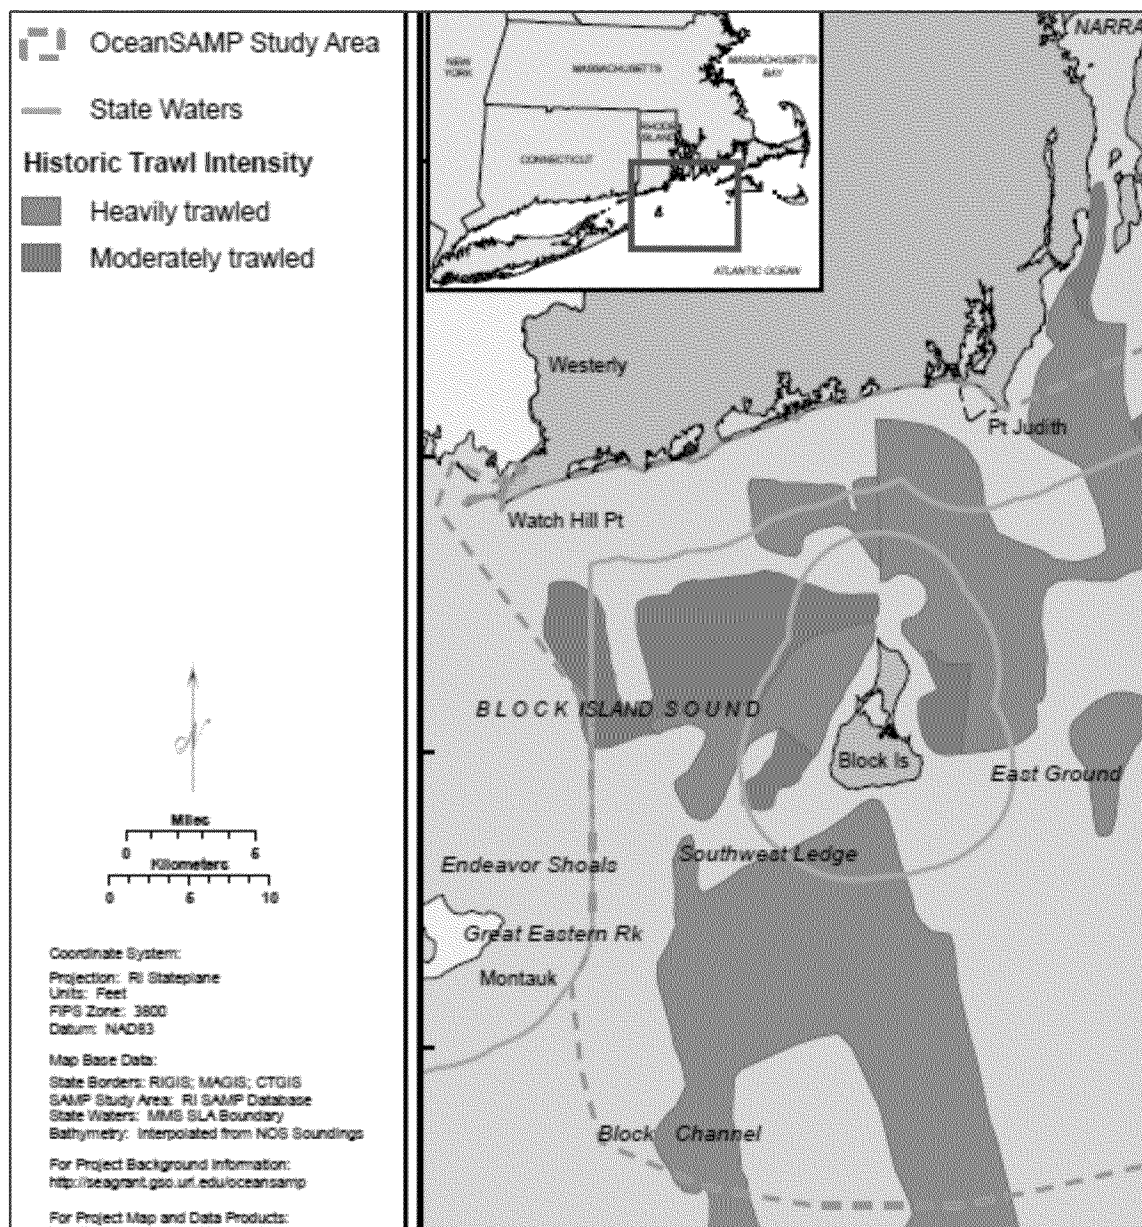 OceanSAMP Study Area
State Waters
Historic Trawl Intensity
Heavily trawled
Moderately trawled
Miles
0 5
Kilometers
0 5 10
Coordinate System:
Projection: RI Stateplane
Units: Feet
FIPS Zone: 3800
Datum: NAD83
Map Base Data:
State Borders: RIGIS; MAGIS; CTGIS
SAMP Study Area: RI SAMP Database
State Waters: MMS SLA Boundary
Bathymetry: Interpolated from NOS Soundings
For Project Background Information:
http://seagrant.gso.uri.edu/oceansamp
For Project Map and Data Products:
NEW
YORK
MASSACHUSETTS
MASSACHUSETTS
BAY
RHODE
ISLAND
CONNECTICUT
ATLANTIC OCEAN
NARRA
Westerly
Pt Judith
Watch Hill Pt
BLOCK ISLAND SOUND
Block Is
East Ground
Southwest Ledge
Endeavor Shoals
Great Eastern Rk
Montauk
Block Channel